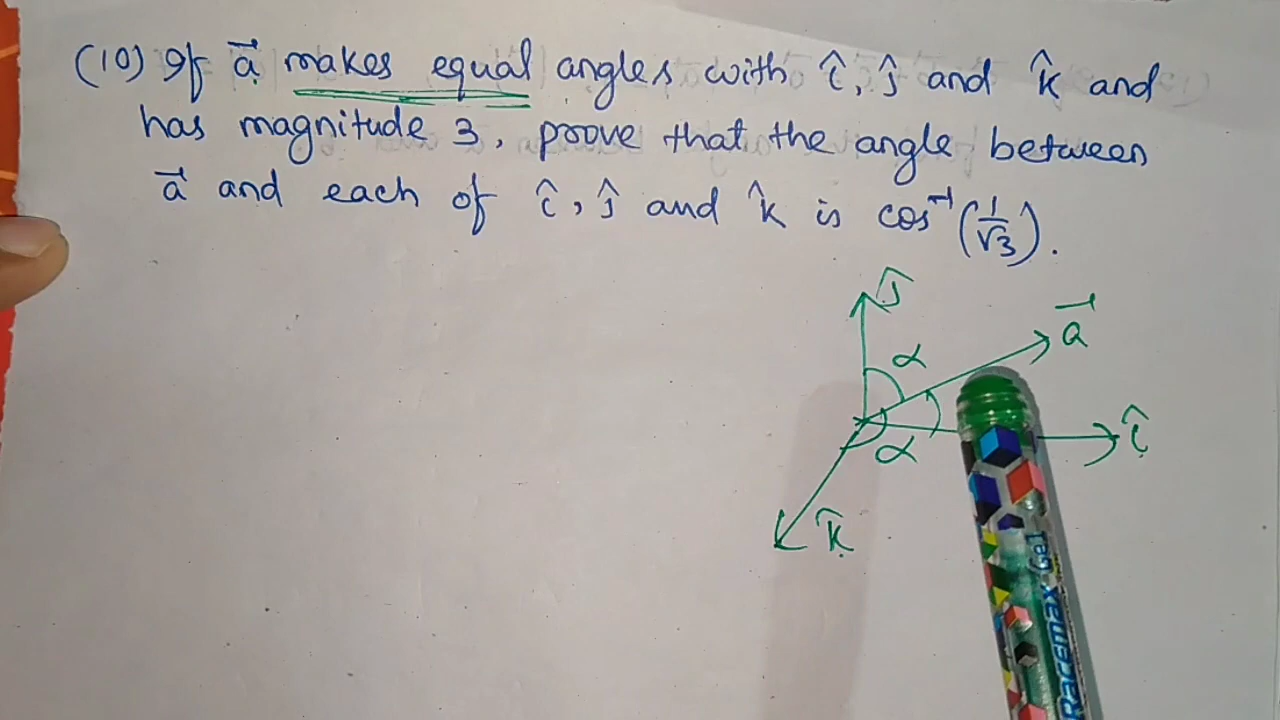 (10) If a⃗ makes equal angles with î, ĵ and k̂ and
has magnitude 3, prove that the angle between
a⃗ and each of î, ĵ and k̂ is cos⁻¹(1/√3).
ĵ
a⃗
α
î
α
k̂
Racemax Gel